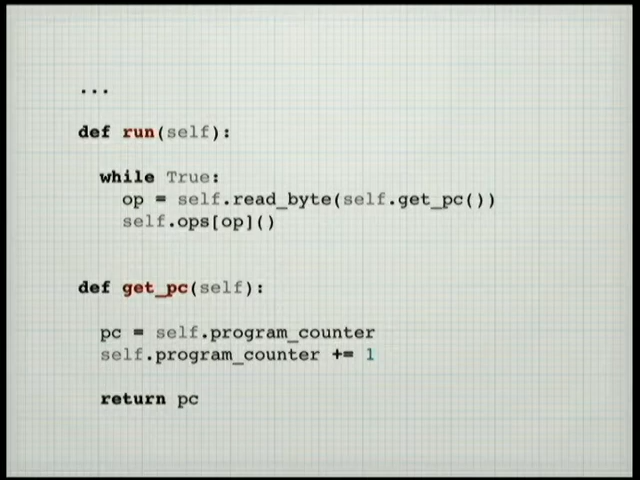 ...
def run(self):
while True:
op = self.read_byte(self.get_pc())
self.ops[op]()
def get_pc(self):
pc = self.program_counter
self.program_counter += 1
return pc